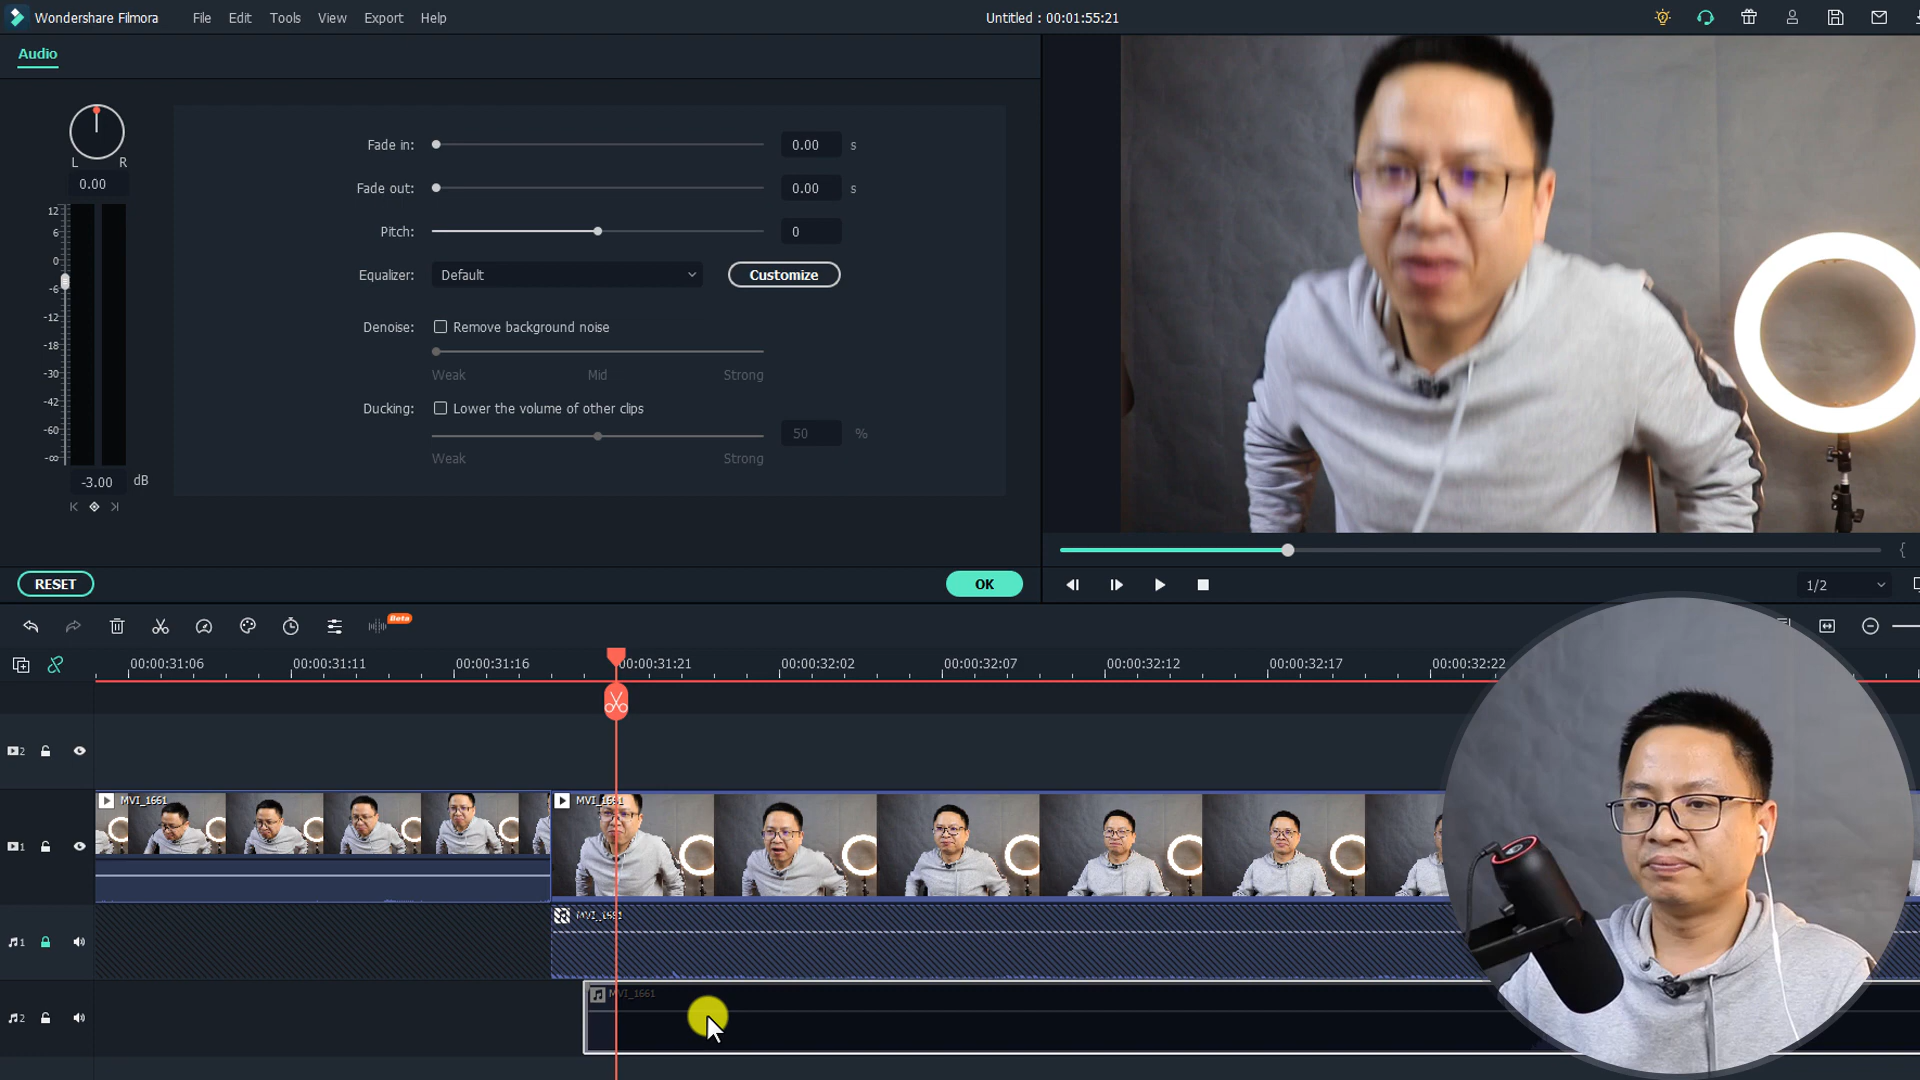 Wondershare Filmora
File
Edit
Tools
View
Export
Help
Untitled : 00:01:55:21
Audio
L R
0.00
12
6
0
-6
-12
-18
-30
-42
-60
-∞
-3.00 dB
Fade in: 0.00 s
Fade out: 0.00 s
Pitch: 0
Equalizer: Default Customize
Denoise: Remove background noise
Weak Mid Strong
Ducking: Lower the volume of other clips
50 %
Weak Strong
RESET
OK
1/2
Beta
00:00:31:06
00:00:31:11
00:00:31:16
00:00:31:21
00:00:32:02
00:00:32:07
00:00:32:12
00:00:32:17
00:00:32:22
2
1
MVI_1661
MVI_1661
1
MVI_1661
2
MVI_1661